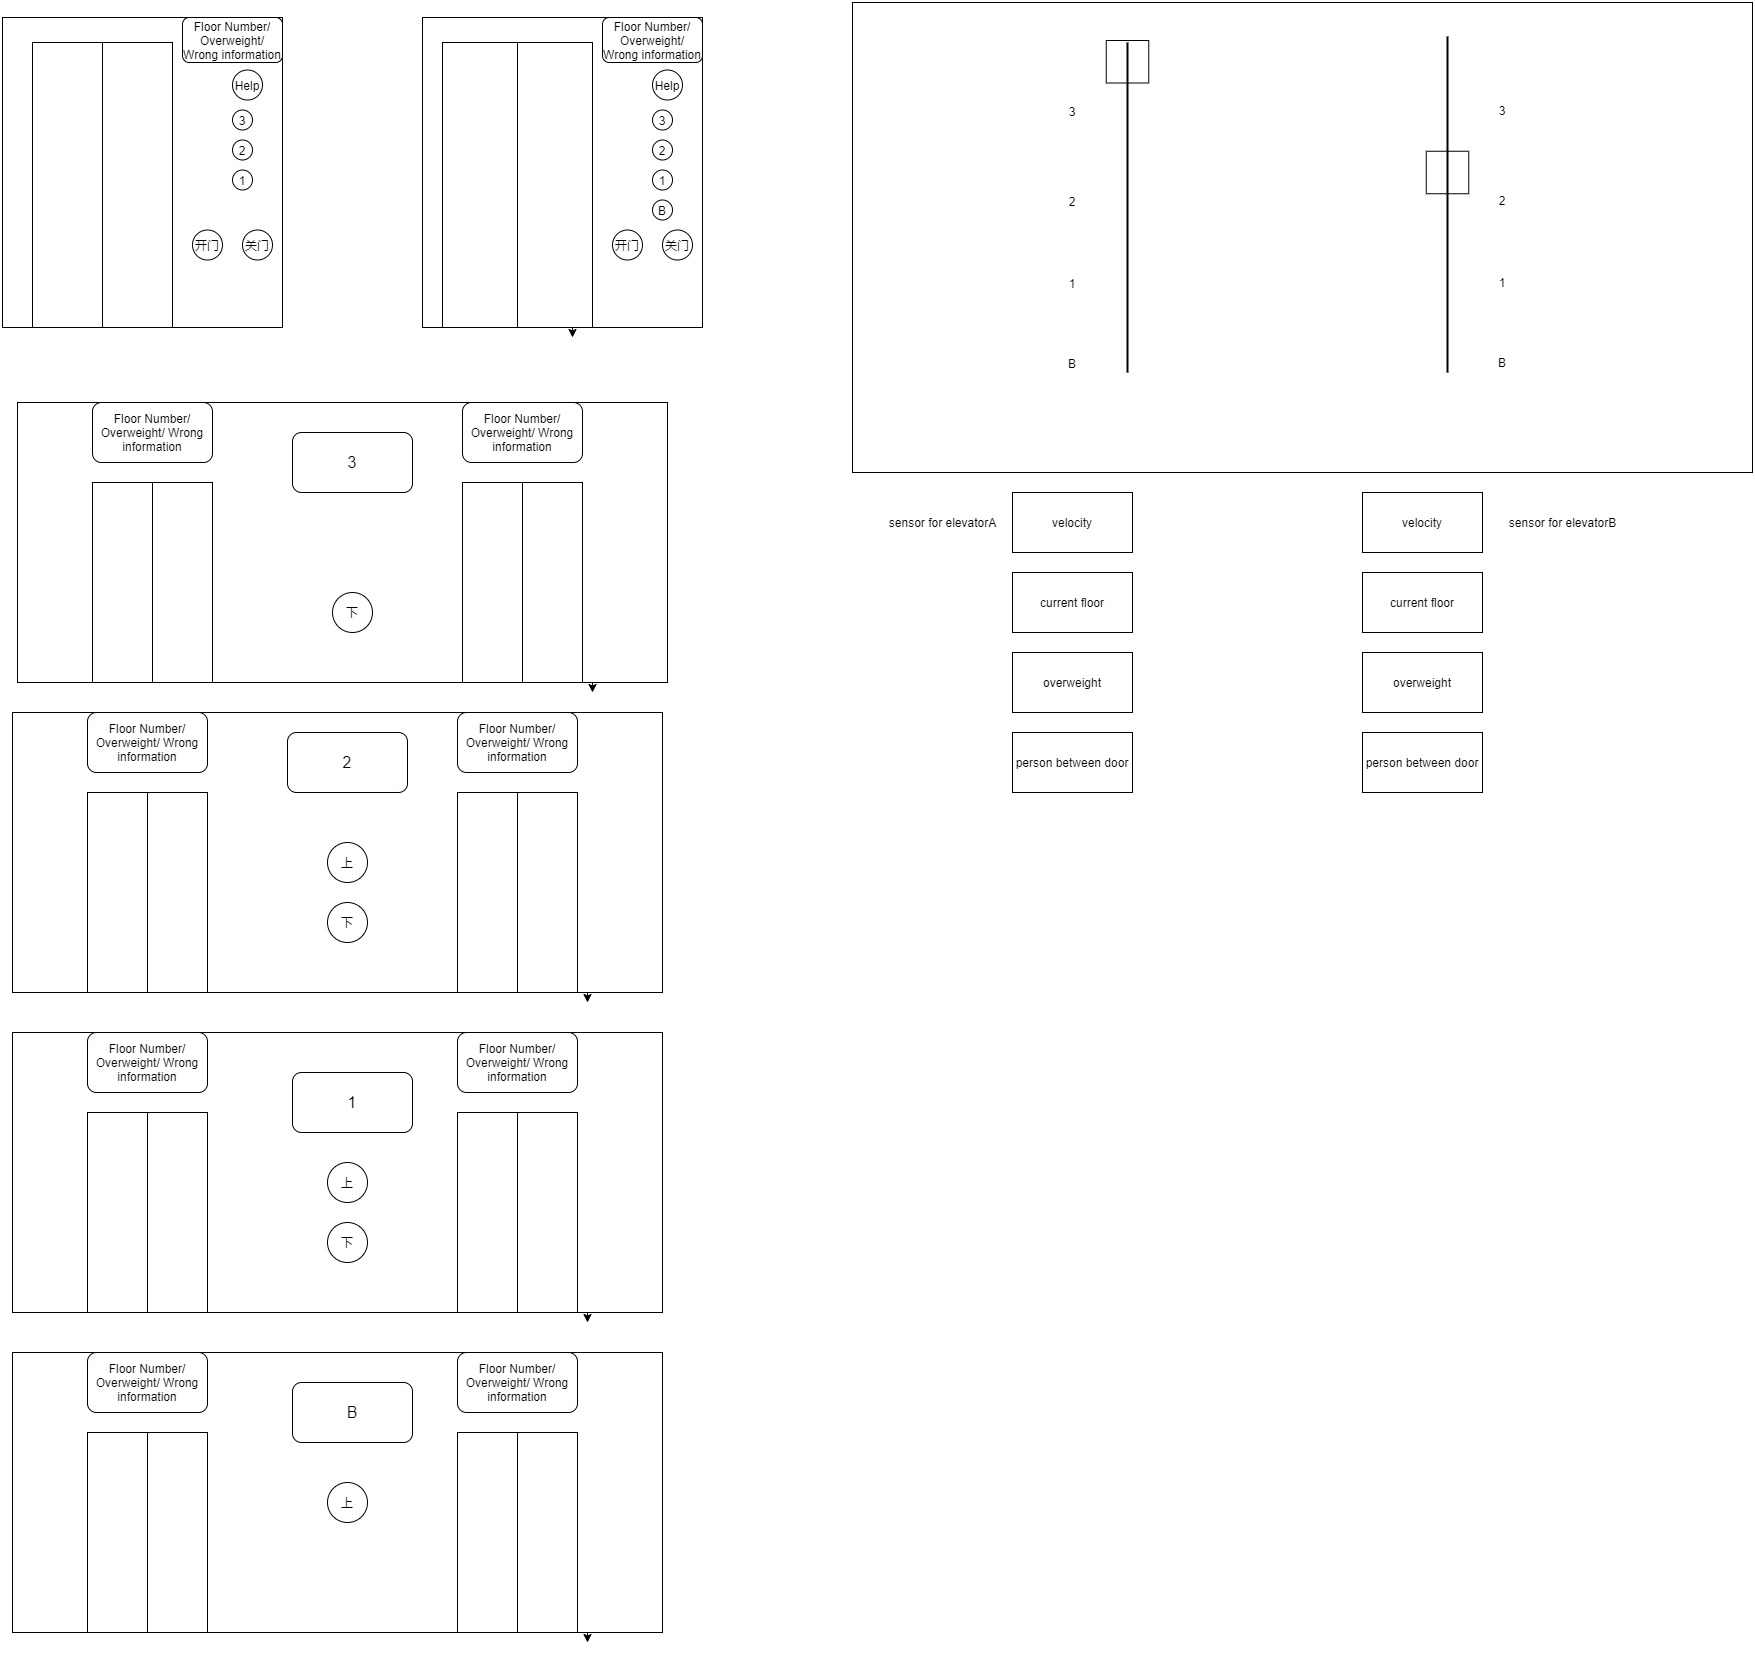 Floor Number/
Overweight/
Wrong information
Help
3
2
1
开门
关门
Floor Number/
Overweight/
Wrong information
Help
3
2
1
B
开门
关门
Floor Number/
Overweight/ Wrong
information
3
Floor Number/
Overweight/ Wrong
information
下
Floor Number/
Overweight/ Wrong
information
2
Floor Number/
Overweight/ Wrong
information
上
下
Floor Number/
Overweight/ Wrong
information
1
Floor Number/
Overweight/ Wrong
information
上
下
Floor Number/
Overweight/ Wrong
information
B
Floor Number/
Overweight/ Wrong
information
上
3
2
1
B
3
2
1
B
sensor for elevatorA
velocity
current floor
overweight
person between door
velocity
sensor for elevatorB
current floor
overweight
person between door